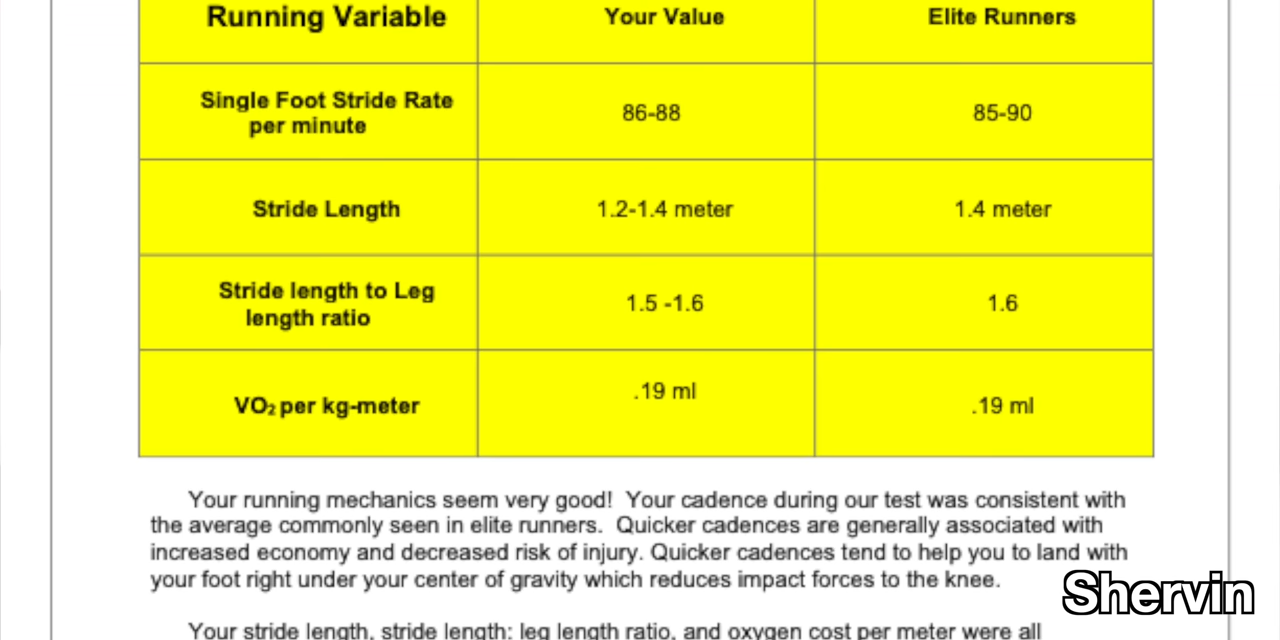 Running Variable Your Value Elite Runners
Single Foot Stride Rate
per minute 86-88 85-90
Stride Length 1.2-1.4 meter 1.4 meter
Stride length to Leg
length ratio 1.5 -1.6 1.6
VO₂ per kg-meter .19 ml .19 ml
Your running mechanics seem very good!  Your cadence during our test was consistent with
the average commonly seen in elite runners.  Quicker cadences are generally associated with
increased economy and decreased risk of injury. Quicker cadences tend to help you to land with
your foot right under your center of gravity which reduces impact forces to the knee.
Your stride length, stride length: leg length ratio, and oxygen cost per meter were all
Shervin